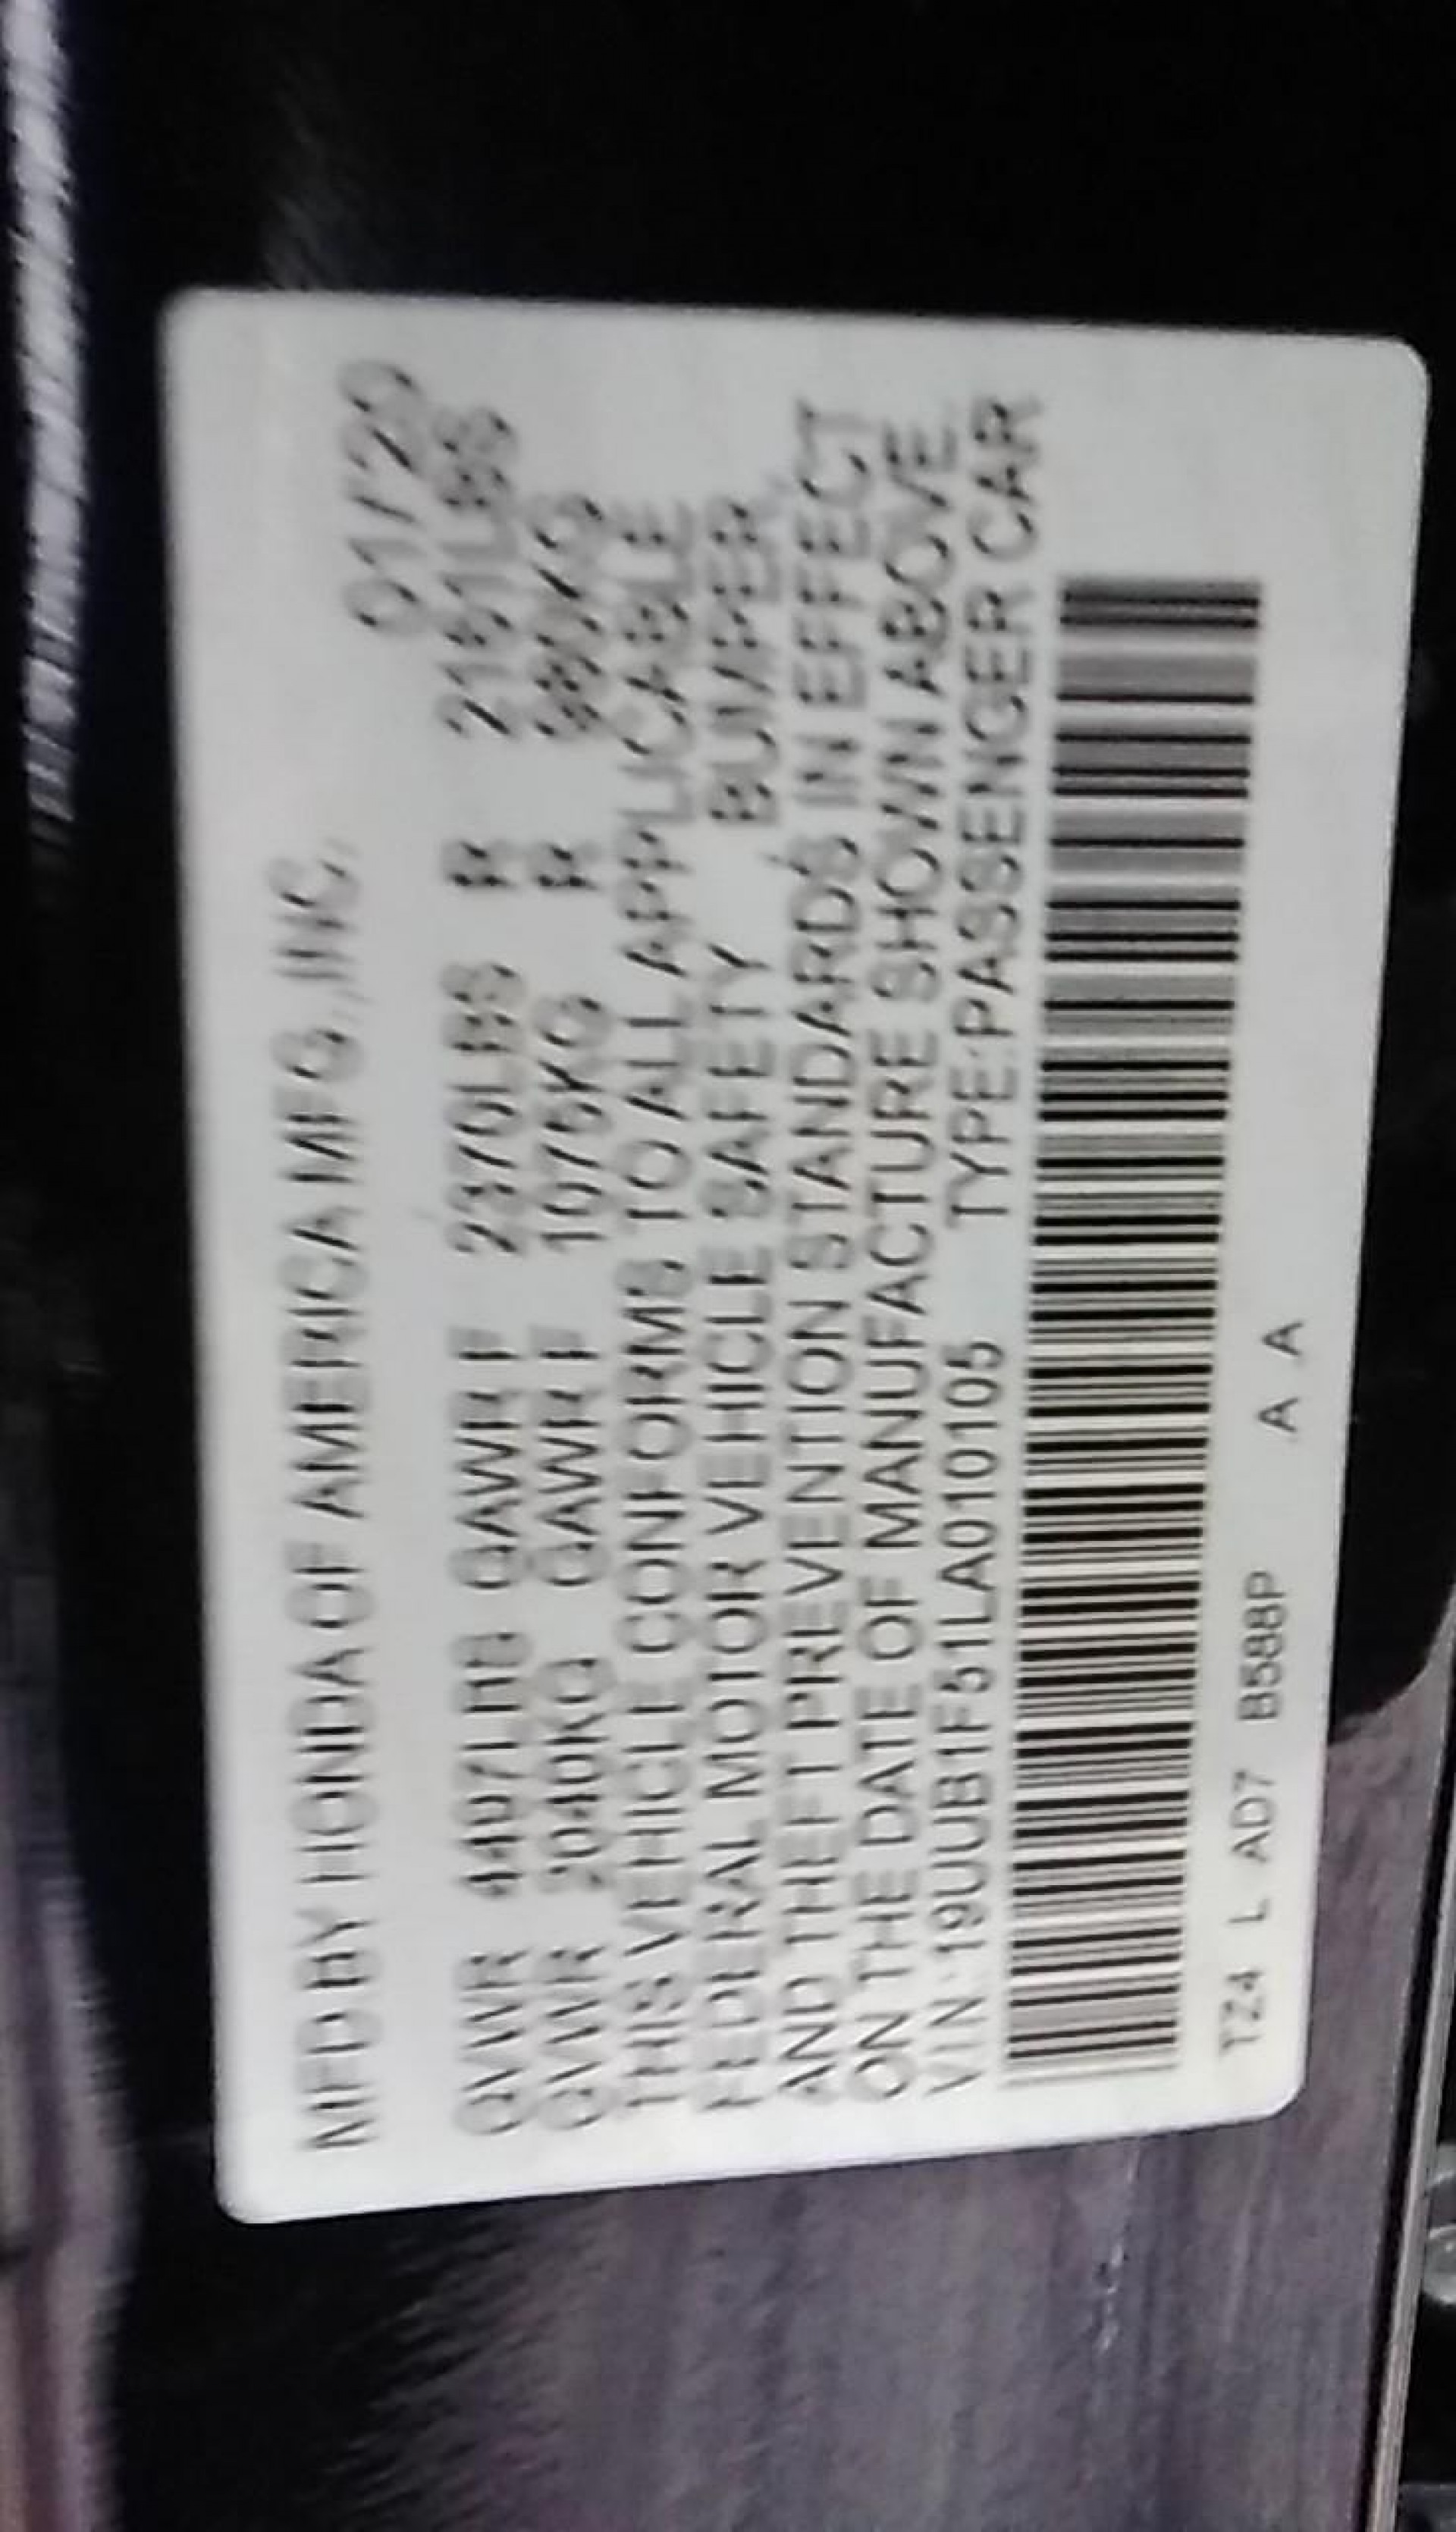 MFD BY HONDA OF AMERICA MFG.,INC. 01/20
GVWR 4497LBS GAWR F 2370LBS R 2161LBS
GVWR 2040KG GAWR F 1075KG R 980KG
THIS VEHICLE CONFORMS TO ALL APPLICABLE
FEDERAL MOTOR VEHICLE SAFETY, BUMPER,
AND THEFT PREVENTION STANDARDS IN EFFECT
ON THE DATE OF MANUFACTURE SHOWN ABOVE.
VIN:19UUB1F51LA010105 TYPE:PASSENGER CAR
TZ4 L AD7 B588P A A